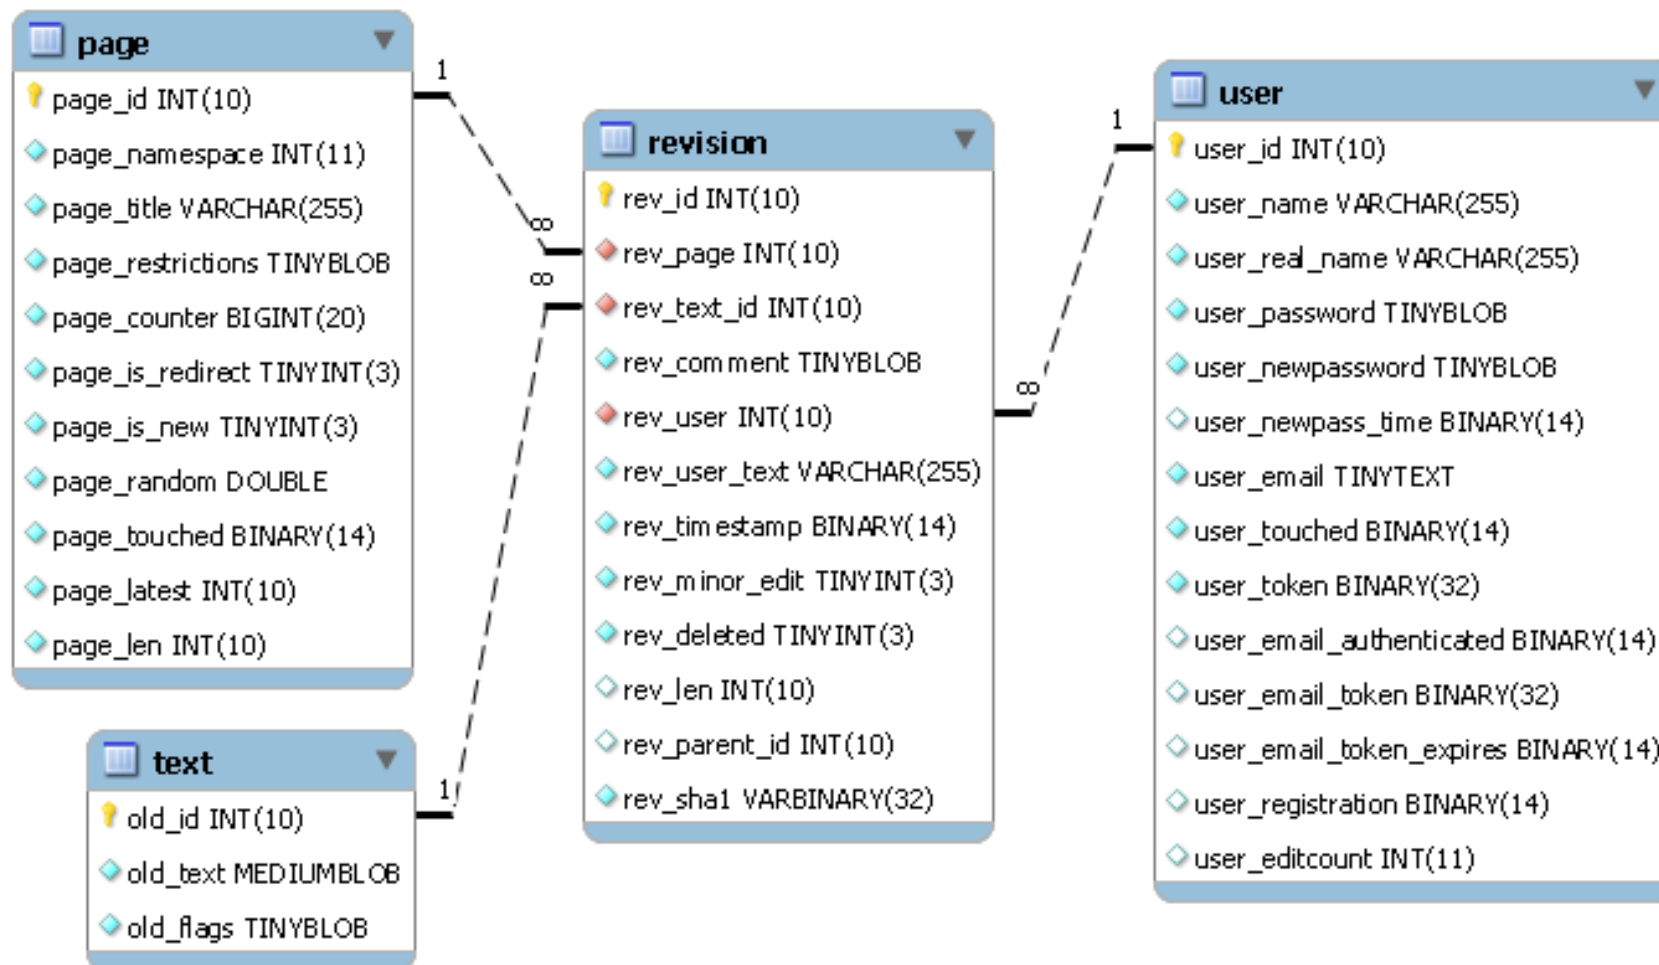 page
page_id INT(10)
page_namespace INT(11)
page_title VARCHAR(255)
page_restrictions TINYBLOB
page_counter BIGINT(20)
page_is_redirect TINYINT(3)
page_is_new TINYINT(3)
page_random DOUBLE
page_touched BINARY(14)
page_latest INT(10)
page_len INT(10)
text
old_id INT(10)
old_text MEDIUMBLOB
old_flags TINYBLOB
1
∞
∞
1
revision
rev_id INT(10)
rev_page INT(10)
rev_text_id INT(10)
rev_comment TINYBLOB
rev_user INT(10)
rev_user_text VARCHAR(255)
rev_timestamp BINARY(14)
rev_minor_edit TINYINT(3)
rev_deleted TINYINT(3)
rev_len INT(10)
rev_parent_id INT(10)
rev_sha1 VARBINARY(32)
1
∞
user
user_id INT(10)
user_name VARCHAR(255)
user_real_name VARCHAR(255)
user_password TINYBLOB
user_newpassword TINYBLOB
user_newpass_time BINARY(14)
user_email TINYTEXT
user_touched BINARY(14)
user_token BINARY(32)
user_email_authenticated BINARY(14)
user_email_token BINARY(32)
user_email_token_expires BINARY(14)
user_registration BINARY(14)
user_editcount INT(11)